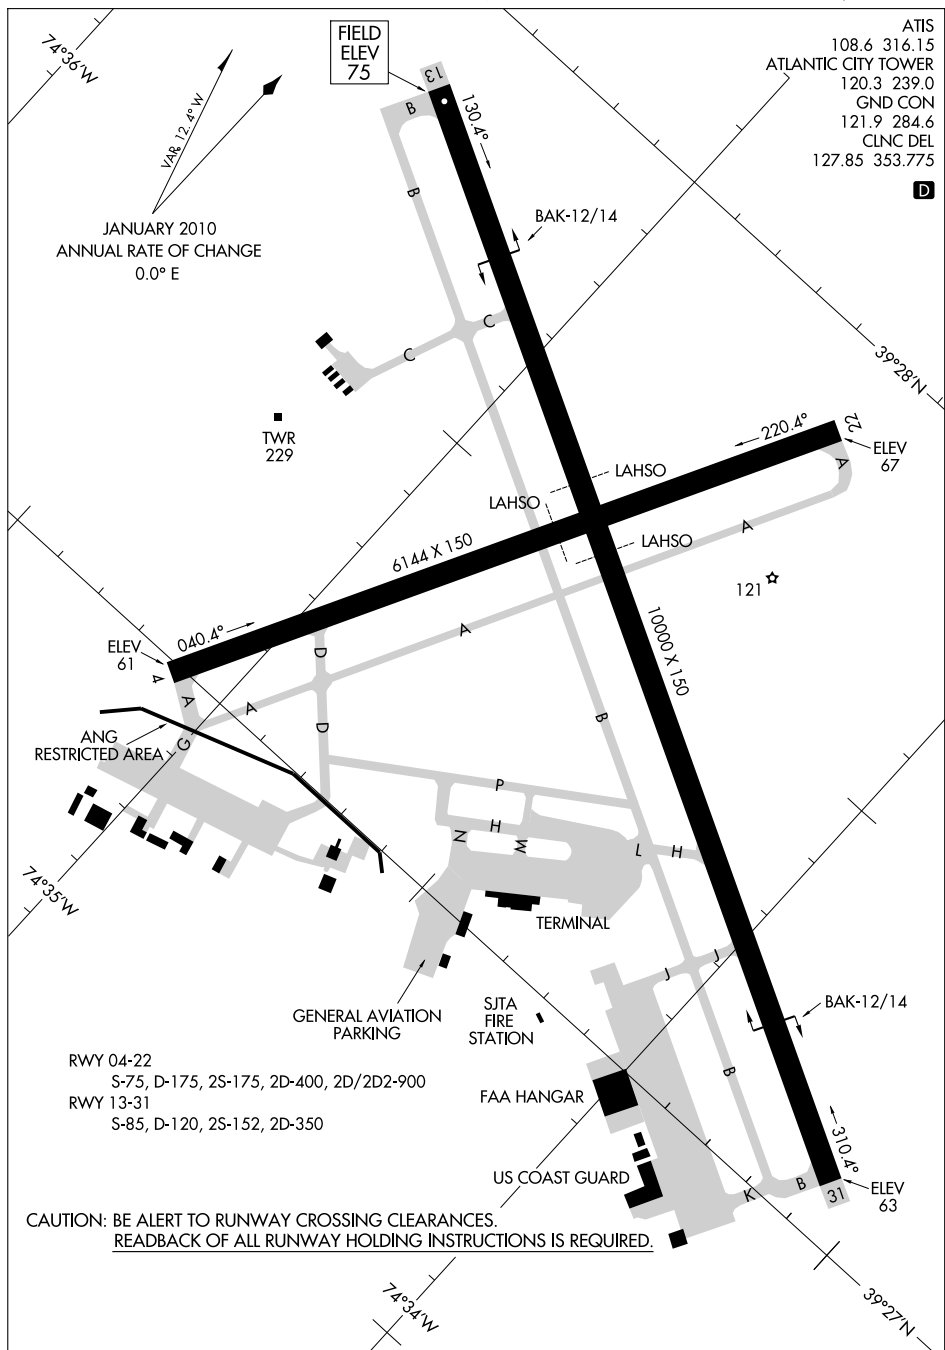 FIELD
ELEV
75
ATIS
108.6 316.15
ATLANTIC CITY TOWER
120.3 239.0
GND CON
121.9 284.6
CLNC DEL
127.85 353.775
D
74°36'W
VAR 12.4° W
JANUARY 2010
ANNUAL RATE OF CHANGE
0.0° E
13
B
130.4°
B
BAK-12/14
C
C
39°28'N
TWR
229
22
220.4°
ELEV
67
A
LAHSO
LAHSO
LAHSO
A
6144 X 150
121
10000 X 150
040.4°
ELEV
61
4
A
D
A
A
D
B
G
ANG
RESTRICTED AREA
P
H
N
M
L
H
74°35'W
TERMINAL
J
J
GENERAL AVIATION
PARKING
SJTA
FIRE
STATION
BAK-12/14
RWY 04-22
S-75, D-175, 2S-175, 2D-400, 2D/2D2-900
RWY 13-31
S-85, D-120, 2S-152, 2D-350
FAA HANGAR
B
310.4°
US COAST GUARD
K
B
31
ELEV
63
CAUTION: BE ALERT TO RUNWAY CROSSING CLEARANCES.
READBACK OF ALL RUNWAY HOLDING INSTRUCTIONS IS REQUIRED.
74°34'W
39°27'N